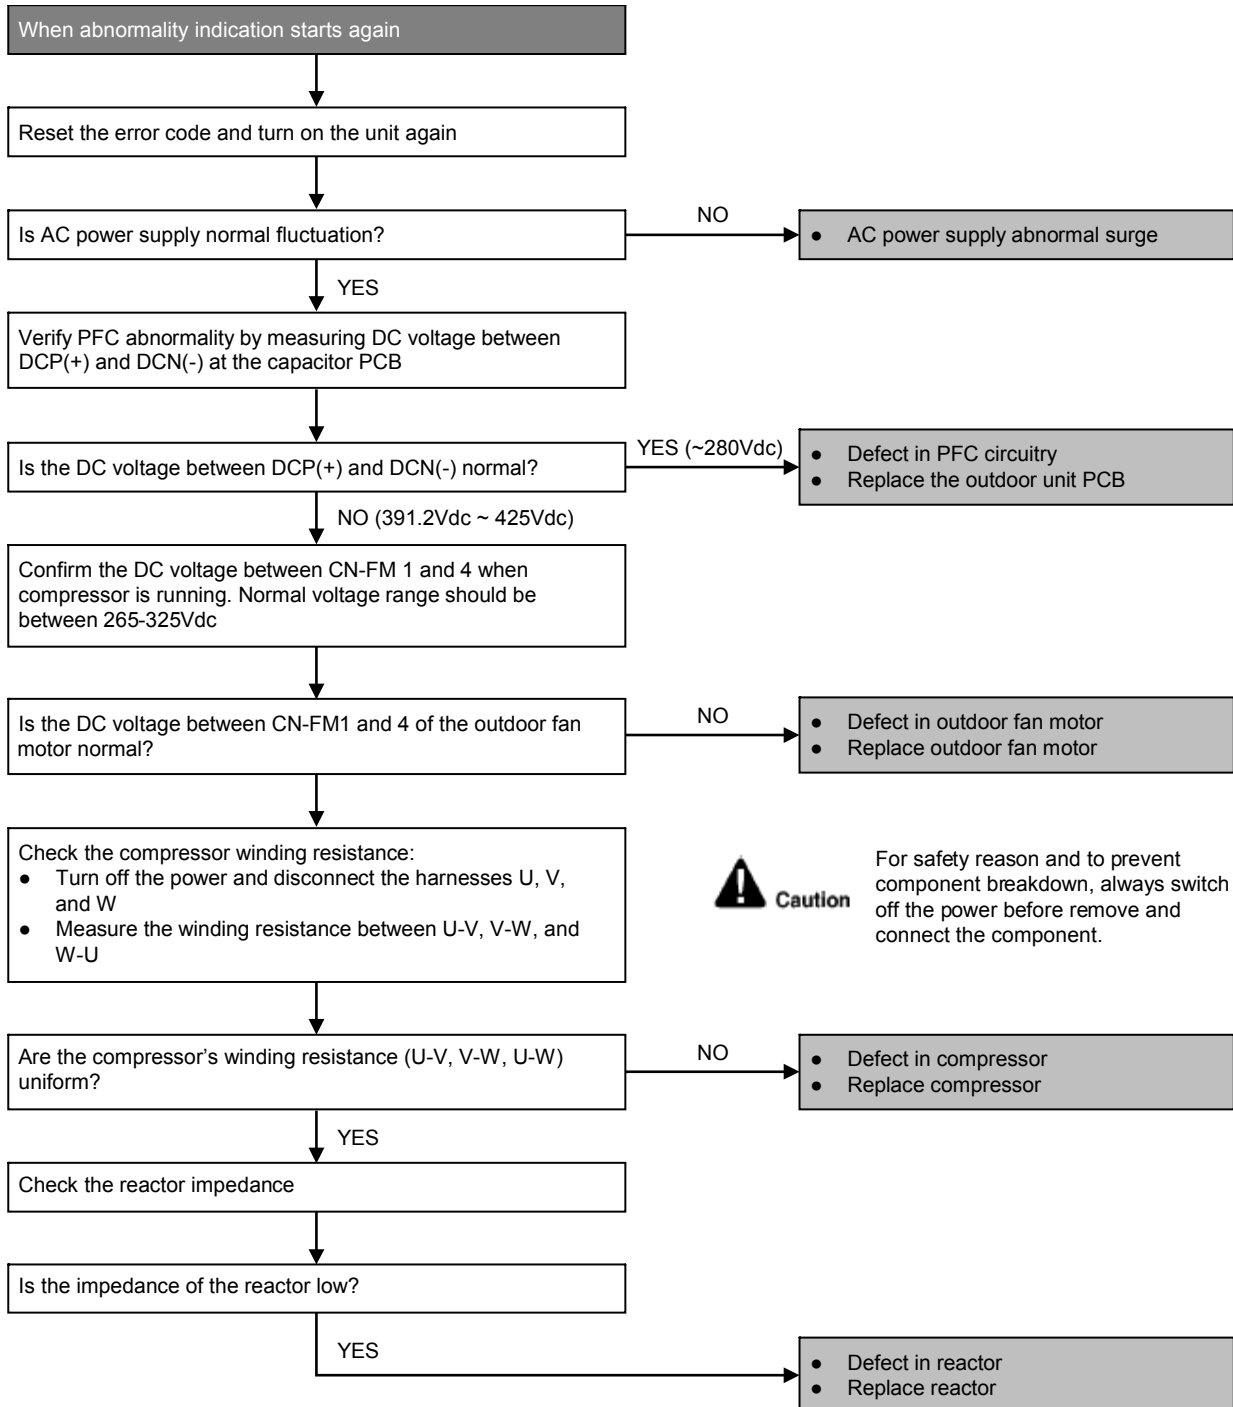 When abnormality indication starts again
Reset the error code and turn on the unit again
Is AC power supply normal fluctuation?
NO
● AC power supply abnormal surge
YES
Verify PFC abnormality by measuring DC voltage between
DCP(+) and DCN(-) at the capacitor PCB
Is the DC voltage between DCP(+) and DCN(-) normal?
YES (~280Vdc)
● Defect in PFC circuitry
● Replace the outdoor unit PCB
NO (391.2Vdc ~ 425Vdc)
Confirm the DC voltage between CN-FM 1 and 4 when
compressor is running. Normal voltage range should be
between 265-325Vdc
Is the DC voltage between CN-FM1 and 4 of the outdoor fan
motor normal?
NO
● Defect in outdoor fan motor
● Replace outdoor fan motor
Check the compressor winding resistance:
● Turn off the power and disconnect the harnesses U, V,
and W
● Measure the winding resistance between U-V, V-W, and
W-U
Caution
For safety reason and to prevent
component breakdown, always switch
off the power before remove and
connect the component.
Are the compressor’s winding resistance (U-V, V-W, U-W)
uniform?
NO
● Defect in compressor
● Replace compressor
YES
Check the reactor impedance
Is the impedance of the reactor low?
YES
● Defect in reactor
● Replace reactor